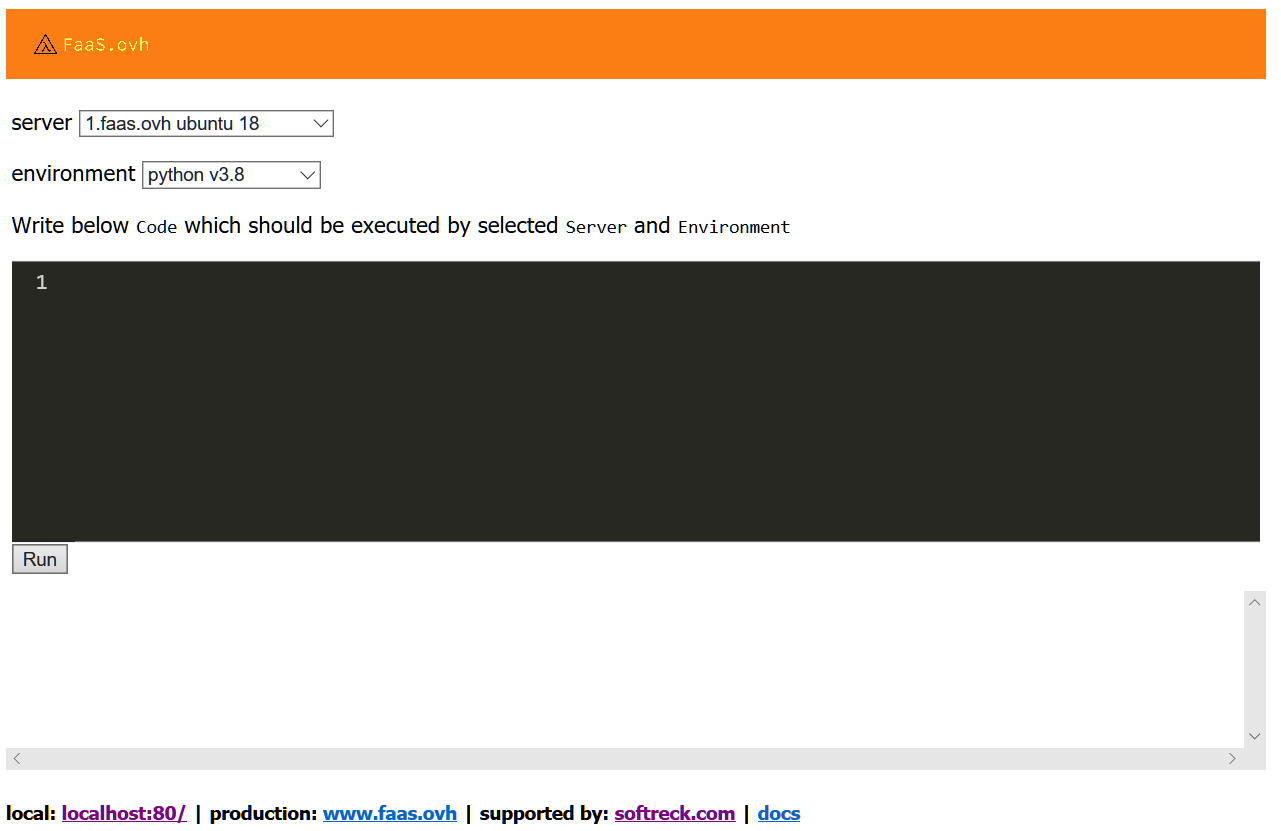 FaaS.ovh
server 1.faas.ovh ubuntu 18
environment python v3.8
Write below Code which should be executed by selected Server and Environment
1
Run
local: localhost:80/ | production: www.faas.ovh | supported by: softreck.com | docs